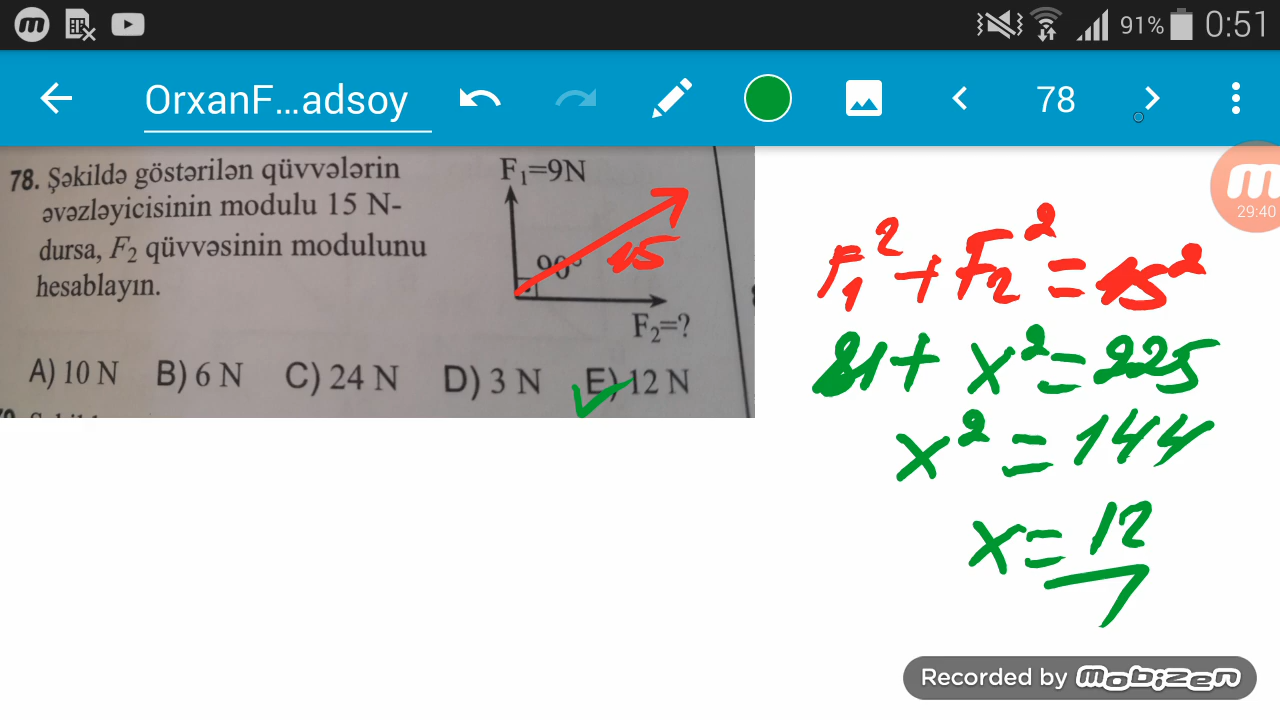 91% 0:51
OrxanF...adsoy 78
78. Şəkildə göstərilən qüvvələrin
əvəzləyicisinin modulu 15 N-
dursa, F₂ qüvvəsinin modulunu
hesablayın.
F₁=9N
90°
15
F₂=?
A) 10 N B) 6 N C) 24 N D) 3 N E) 12 N
29:40
F₁² + F₂² = 15²
81 + x² = 225
x² = 144
x = 12
Recorded by mobizen